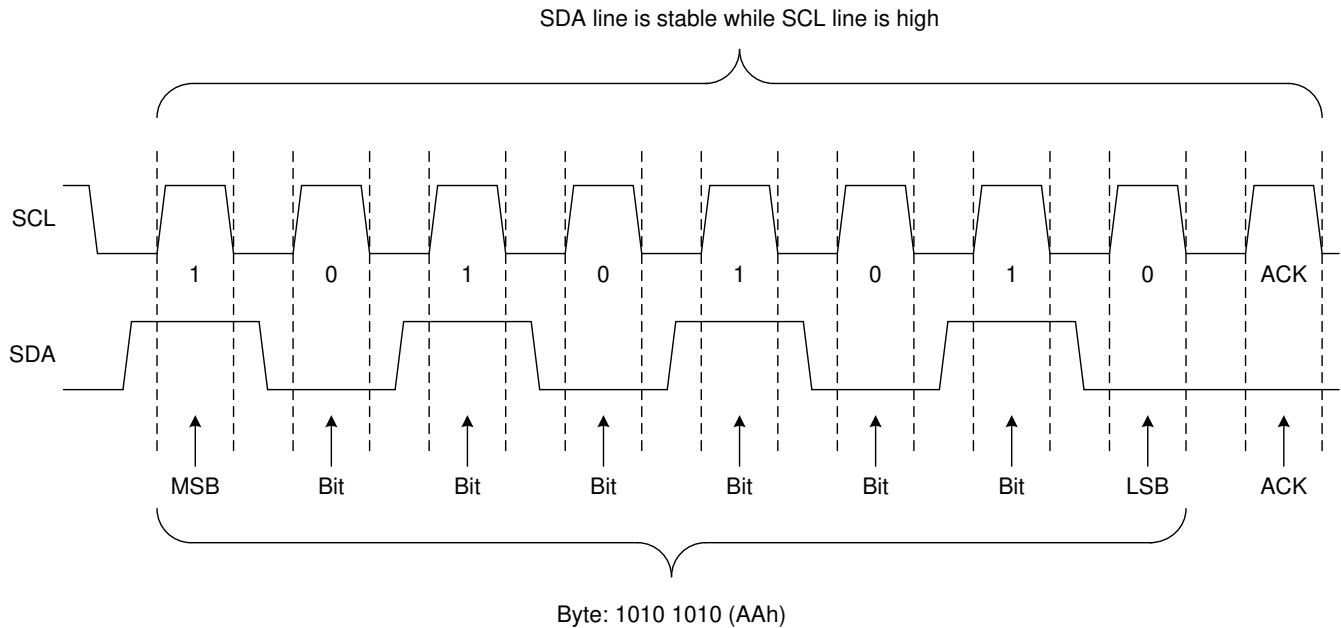 SDA line is stable while SCL line is high
SCL
1 0 1 0 1 0 1 0 ACK
SDA
MSB Bit Bit Bit Bit Bit Bit LSB ACK
Byte: 1010 1010 (AAh)